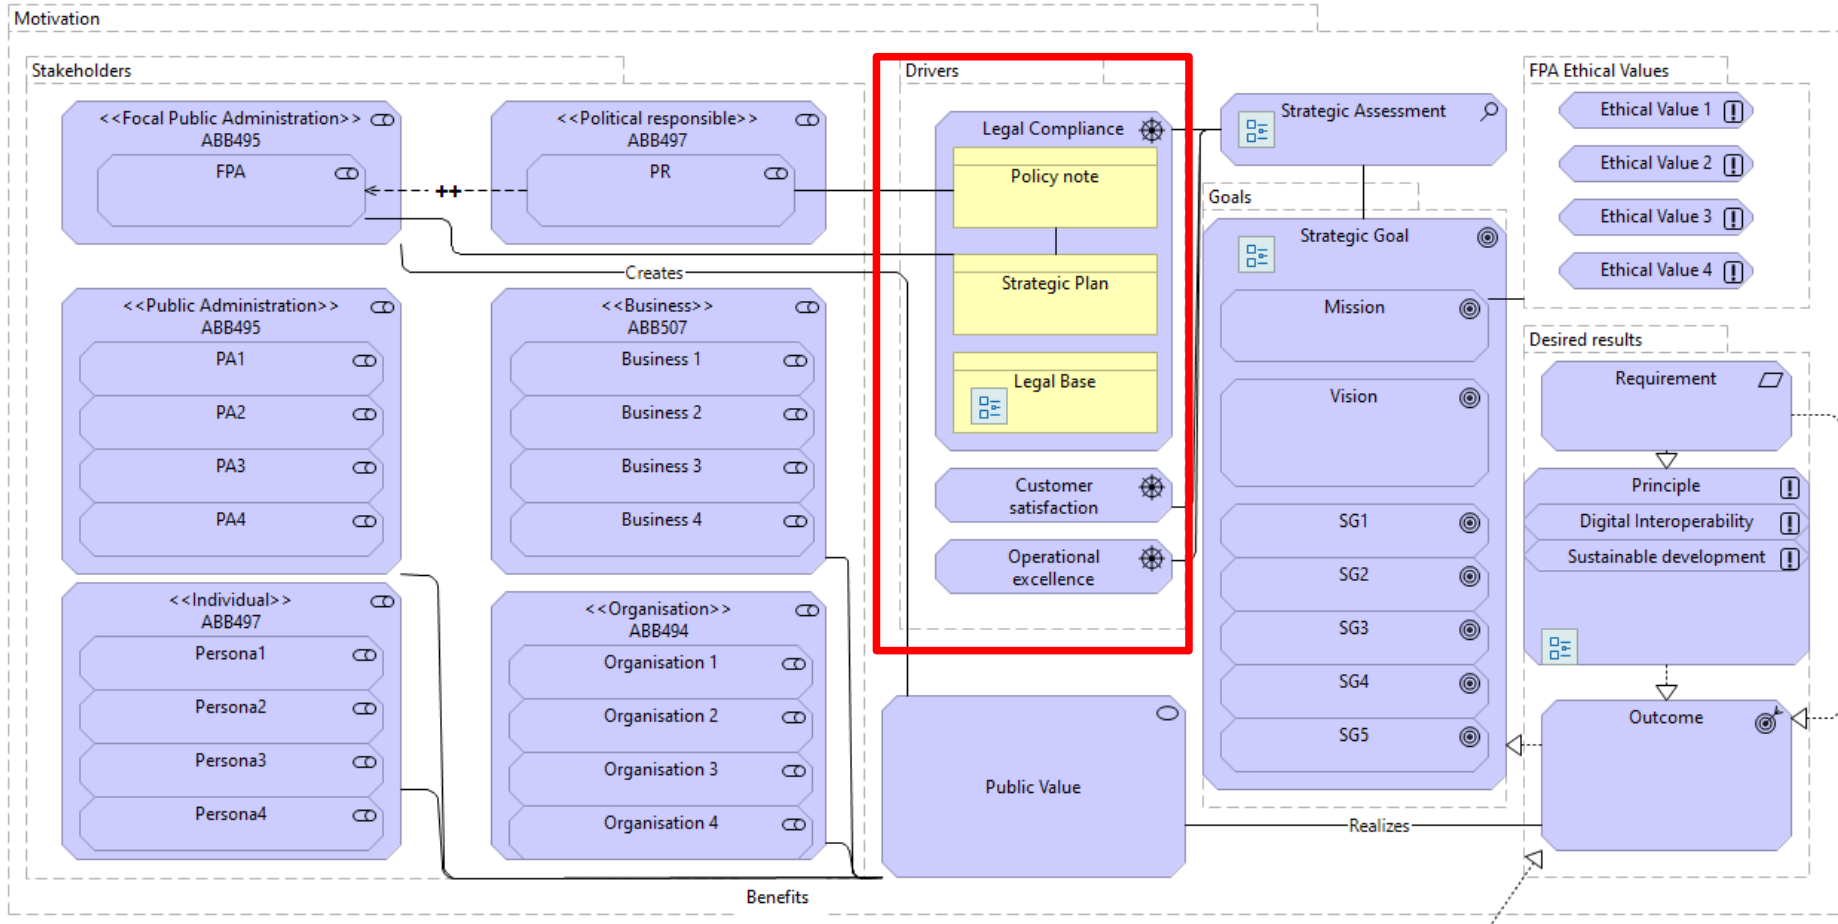 Motivation
Stakeholders
<<Focal Public Administration>>
ABB495
FPA
++
<<Political responsible>>
ABB497
PR
Creates
<<Public Administration>>
ABB495
PA1
PA2
PA3
PA4
<<Business>>
ABB507
Business 1
Business 2
Business 3
Business 4
<<Individual>>
ABB497
Persona1
Persona2
Persona3
Persona4
<<Organisation>>
ABB494
Organisation 1
Organisation 2
Organisation 3
Organisation 4
Benefits
Drivers
Legal Compliance
Policy note
Strategic Plan
Legal Base
Customer
satisfaction
Operational
excellence
Public Value
Strategic Assessment
Goals
Strategic Goal
Mission
Vision
SG1
SG2
SG3
SG4
SG5
Realizes
FPA Ethical Values
Ethical Value 1
Ethical Value 2
Ethical Value 3
Ethical Value 4
Desired results
Requirement
Principle
Digital Interoperability
Sustainable development
Outcome